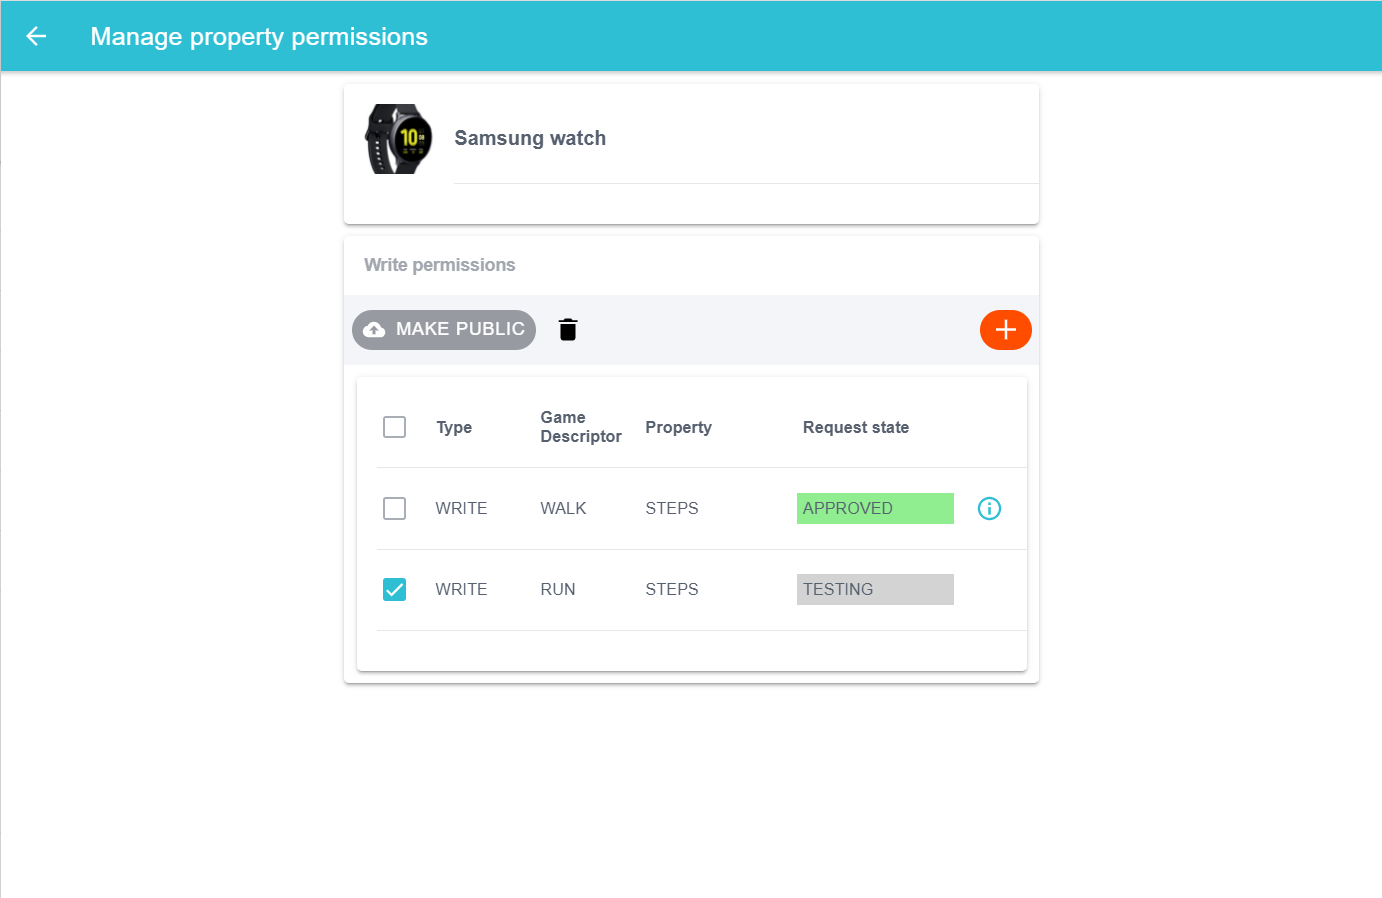 Manage property permissions
10
Samsung watch
Write permissions
MAKE PUBLIC
Type
Game
Descriptor
Property
Request state
WRITE WALK STEPS APPROVED
WRITE RUN STEPS TESTING